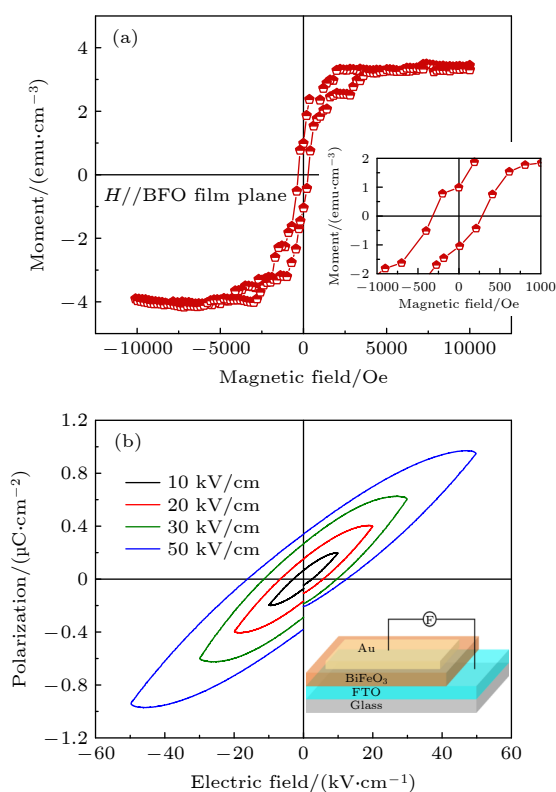 (a)
Moment/(emu·cm−3)
4
2
0
−2
−4
H//BFO film plane
−10000 −5000 0 5000 10000
Magnetic field/Oe
Moment/(emu·cm−3)
2
1
0
−1
−2
−1000 −500 0 500 1000
Magnetic field/Oe
(b)
Polarization/(μC·cm−2)
1.2
0.8
0.4
0
−0.4
−0.8
−1.2
10 kV/cm
20 kV/cm
30 kV/cm
50 kV/cm
F
Au
BiFeO3
FTO
Glass
−60 −40 −20 0 20 40 60
Electric field/(kV·cm−1)